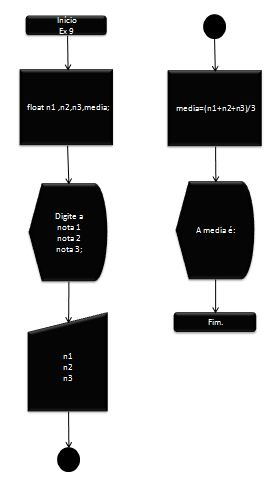 Início
Ex 9
float n1 ,n2,n3,media;
Digite a
nota 1
nota 2
nota 3;
n1
n2
n3
media=(n1+n2+n3)/3
A media é:
Fim.